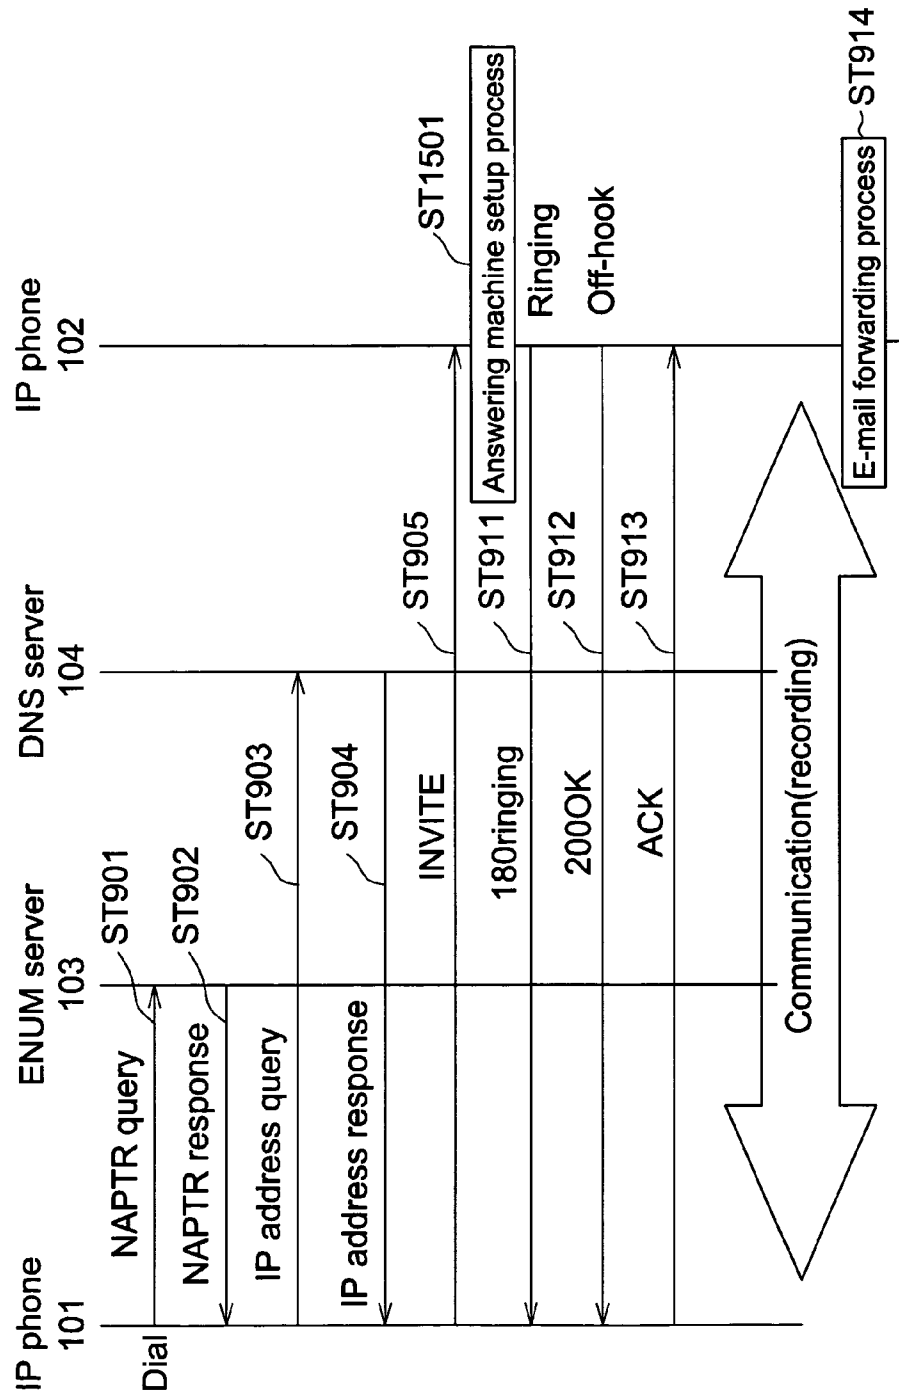 IP phone
101
ENUM server
103
DNS server
104
IP phone
102
Dial
NAPTR query
ST901
NAPTR response
ST902
IP address query
ST903
IP address response
ST904
INVITE
ST905
ST1501
Answering machine setup process
180ringing
ST911
Ringing
200OK
ST912
Off-hook
ACK
ST913
Communication(recording)
E-mail forwarding process
ST914